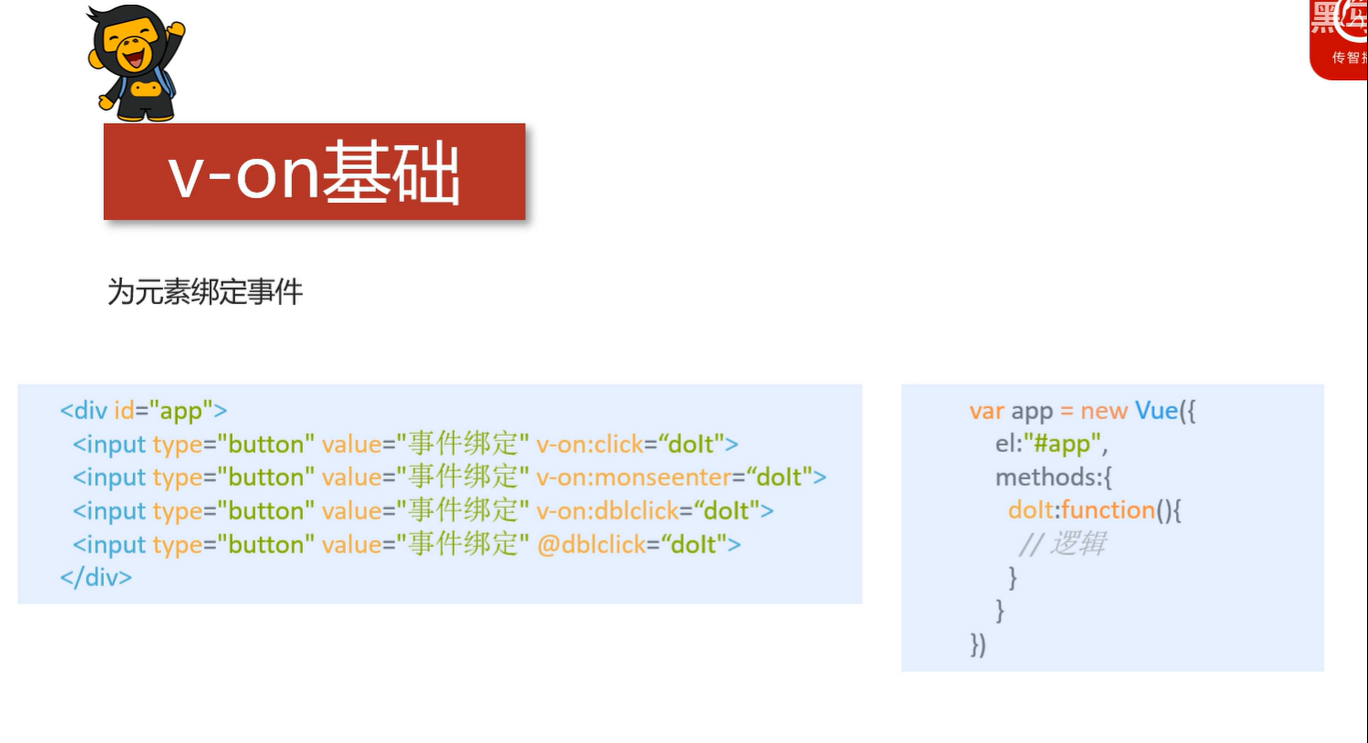 v-on基础
为元素绑定事件
<div id="app">
<input type="button" value="事件绑定" v-on:click=“doIt">
<input type="button" value="事件绑定" v-on:monseenter=“doIt">
<input type="button" value="事件绑定" v-on:dblclick=“doIt">
<input type="button" value="事件绑定" @dblclick=“doIt">
</div>
var app = new Vue({
el:"#app",
methods:{
doIt:function(){
// 逻辑
}
}
})
黑
传智